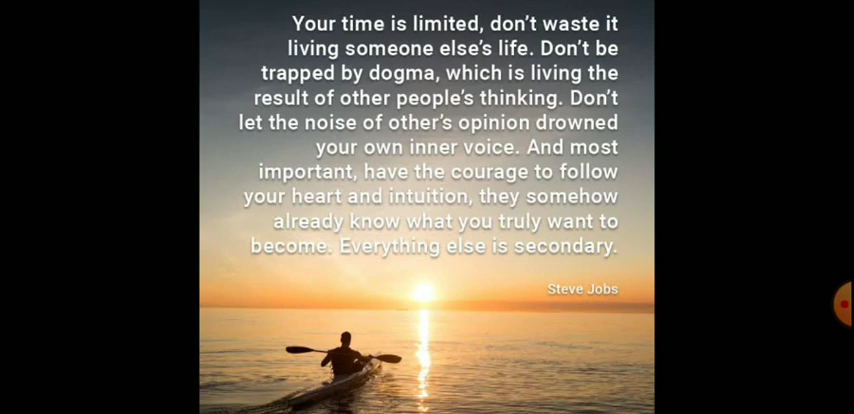 Your time is limited, don't waste it
living someone else's life. Don't be
trapped by dogma, which is living the
result of other people's thinking. Don't
let the noise of other's opinion drowned
your own inner voice. And most
important, have the courage to follow
your heart and intuition, they somehow
already know what you truly want to
become. Everything else is secondary.
Steve Jobs